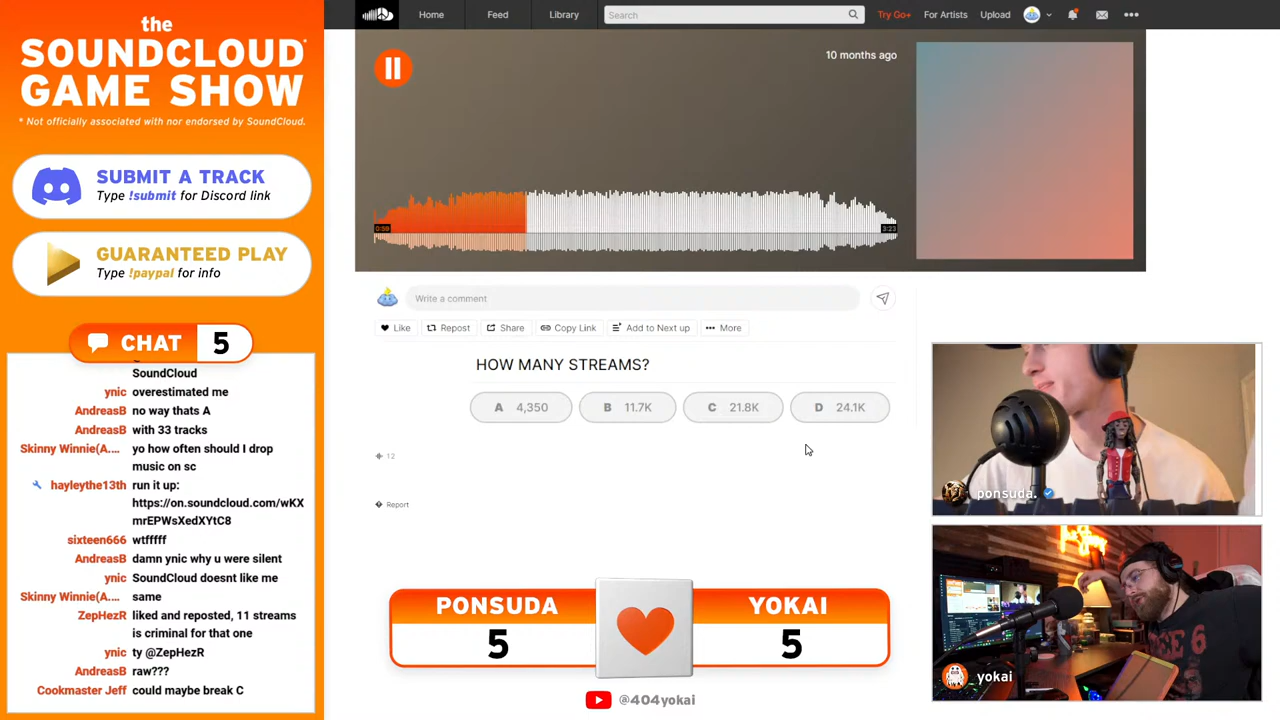 the
SOUNDCLOUD
GAME SHOW
* Not officially associated with nor endorsed by SoundCloud.
SUBMIT A TRACK
Type !submit for Discord link
GUARANTEED PLAY
Type !paypal for info
CHAT 5
SoundCloud
ynic overestimated me
AndreasB no way thats A
AndreasB with 33 tracks
Skinny Winnie(A.... yo how often should I drop
music on sc
hayleythe13th run it up:
https://on.soundcloud.com/wKX
mrEPWsXedXYtC8
sixteen666 wtfffff
AndreasB damn ynic why u were silent
ynic SoundCloud doesnt like me
Skinny Winnie(A.... same
ZepHezR liked and reposted, 11 streams
is criminal for that one
ynic ty @ZepHezR
AndreasB raw???
Cookmaster Jeff could maybe break C
Home Feed Library Search Try Go+ For Artists Upload
10 months ago
0:59 3:23
Write a comment
Like Repost Share Copy Link Add to Next up More
HOW MANY STREAMS?
A 4,350 B 11.7K C 21.8K D 24.1K
12
Report
ponsuda.
yokai
PONSUDA
5
YOKAI
5
@404yokai